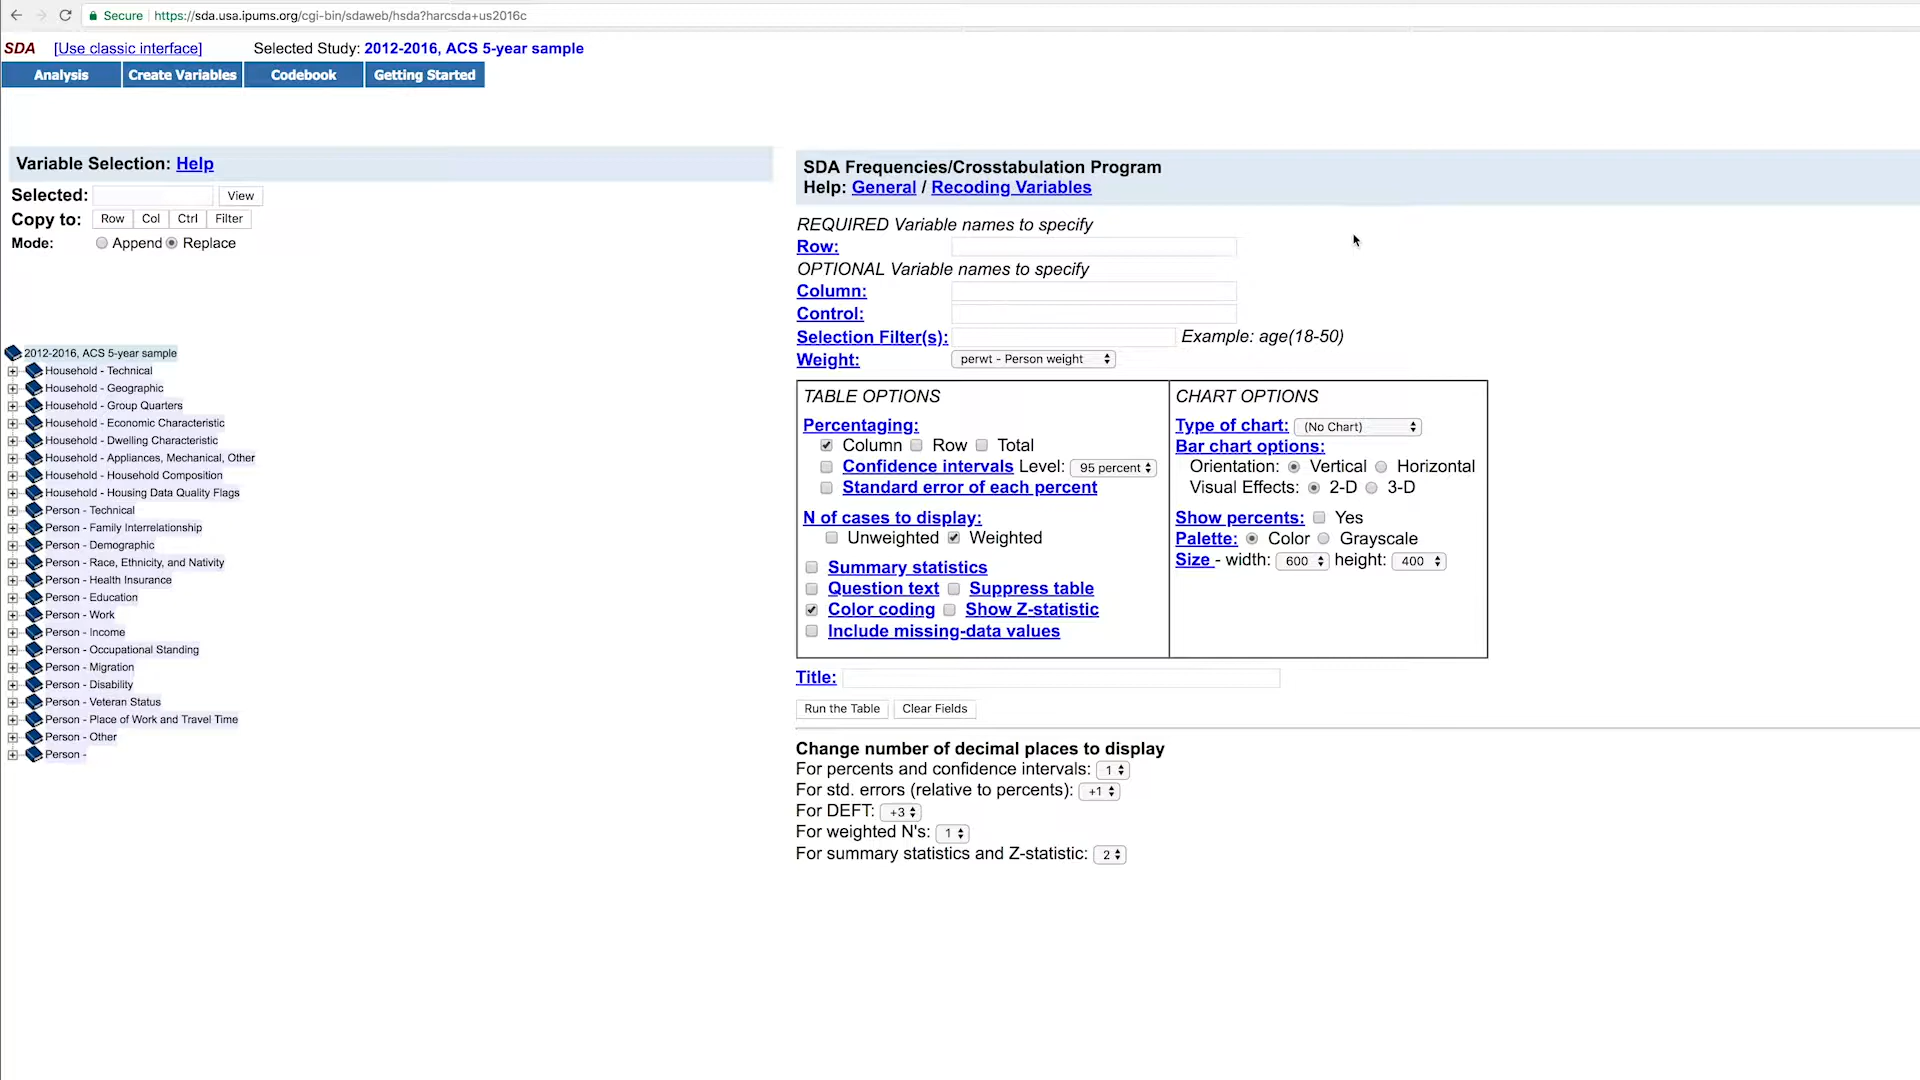 Secure https://sda.usa.ipums.org/cgi-bin/sdaweb/hsda?harcsda+us2016c
SDA [Use classic interface] Selected Study: 2012-2016, ACS 5-year sample
Analysis Create Variables Codebook Getting Started
Variable Selection: Help
Selected: View
Copy to: Row Col Ctrl Filter
Mode: Append Replace
2012-2016, ACS 5-year sample
Household - Technical
Household - Geographic
Household - Group Quarters
Household - Economic Characteristic
Household - Dwelling Characteristic
Household - Appliances, Mechanical, Other
Household - Household Composition
Household - Housing Data Quality Flags
Person - Technical
Person - Family Interrelationship
Person - Demographic
Person - Race, Ethnicity, and Nativity
Person - Health Insurance
Person - Education
Person - Work
Person - Income
Person - Occupational Standing
Person - Migration
Person - Disability
Person - Veteran Status
Person - Place of Work and Travel Time
Person - Other
Person -
SDA Frequencies/Crosstabulation Program
Help: General / Recoding Variables
REQUIRED Variable names to specify
Row:
OPTIONAL Variable names to specify
Column:
Control:
Selection Filter(s): Example: age(18-50)
Weight: perwt - Person weight
TABLE OPTIONS
Percentaging:
Column Row Total
Confidence intervals Level: 95 percent
Standard error of each percent
N of cases to display:
Unweighted Weighted
Summary statistics
Question text Suppress table
Color coding Show Z-statistic
Include missing-data values
CHART OPTIONS
Type of chart: (No Chart)
Bar chart options:
Orientation: Vertical Horizontal
Visual Effects: 2-D 3-D
Show percents: Yes
Palette: Color Grayscale
Size - width: 600 height: 400
Title:
Run the Table Clear Fields
Change number of decimal places to display
For percents and confidence intervals: 1
For std. errors (relative to percents): +1
For DEFT: +3
For weighted N's: 1
For summary statistics and Z-statistic: 2